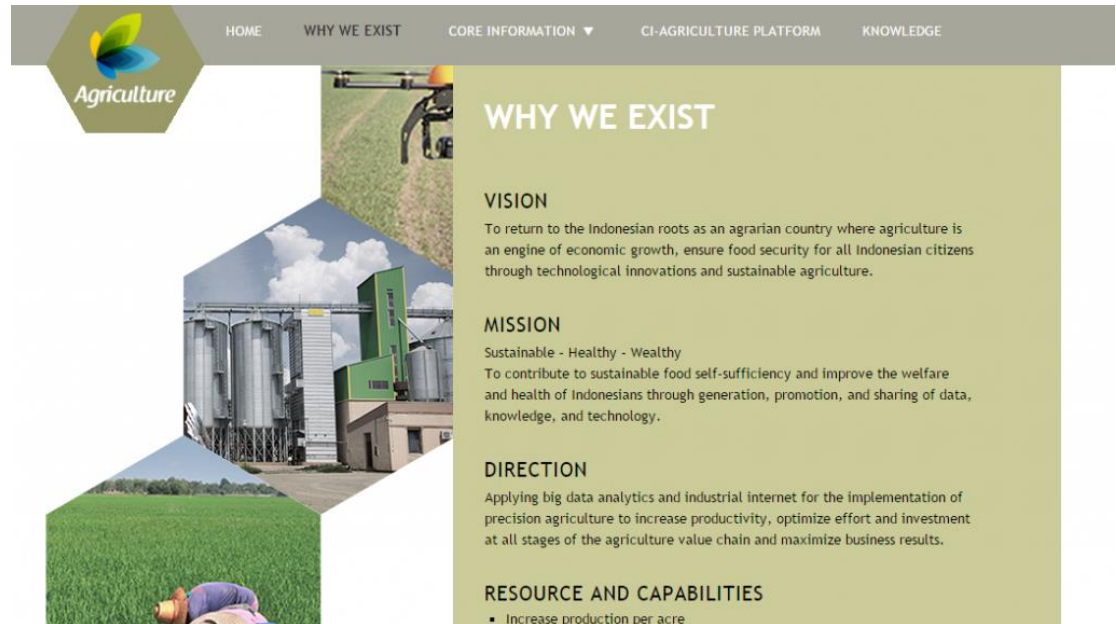 HOME WHY WE EXIST CORE INFORMATION ▼ CI-AGRICULTURE PLATFORM KNOWLEDGE
Agriculture
WHY WE EXIST
VISION
To return to the Indonesian roots as an agrarian country where agriculture is
an engine of economic growth, ensure food security for all Indonesian citizens
through technological innovations and sustainable agriculture.
MISSION
Sustainable - Healthy - Wealthy
To contribute to sustainable food self-sufficiency and improve the welfare
and health of Indonesians through generation, promotion, and sharing of data,
knowledge, and technology.
DIRECTION
Applying big data analytics and industrial internet for the implementation of
precision agriculture to increase productivity, optimize effort and investment
at all stages of the agriculture value chain and maximize business results.
RESOURCE AND CAPABILITIES
▪ Increase production per acre